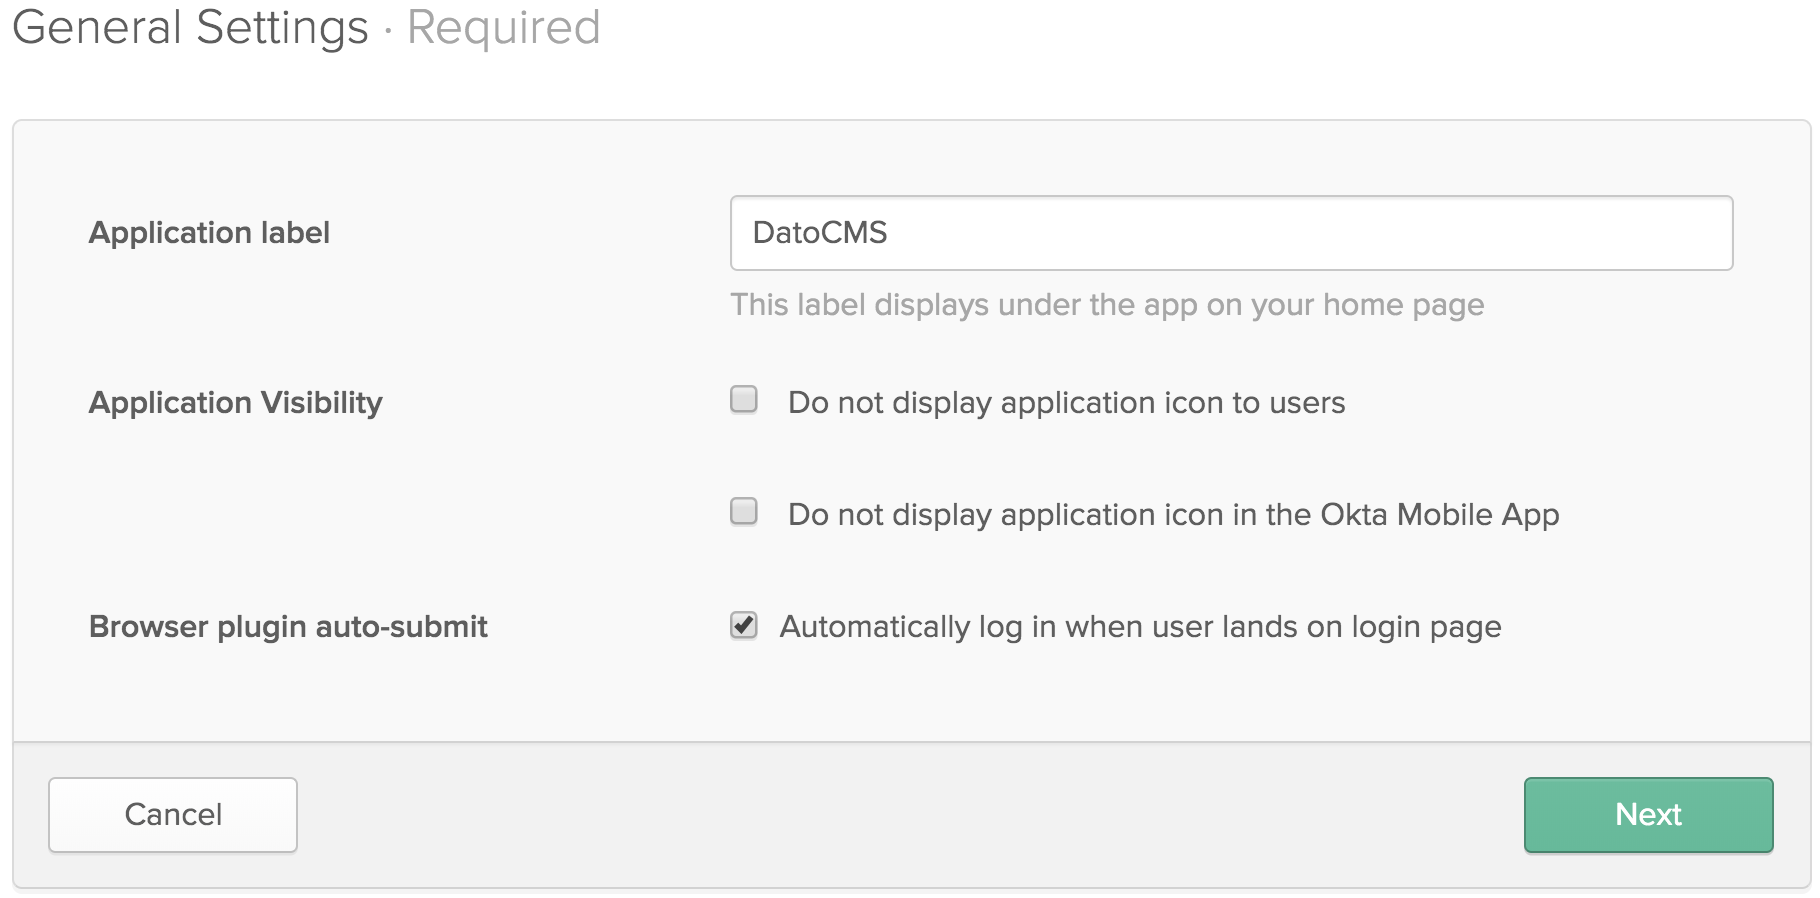 General Settings · Required
Application label
DatoCMS
This label displays under the app on your home page
Application Visibility
Do not display application icon to users
Do not display application icon in the Okta Mobile App
Browser plugin auto-submit
Automatically log in when user lands on login page
Cancel
Next